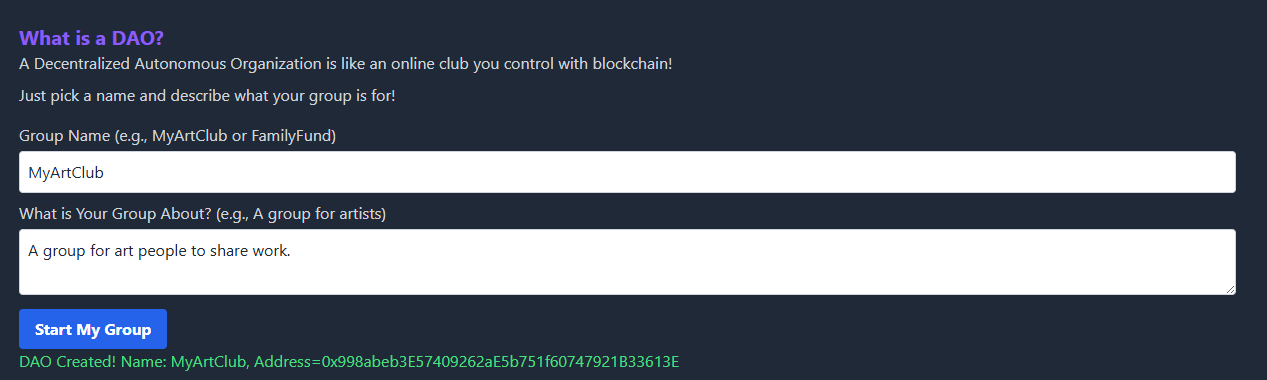 What is a DAO?
A Decentralized Autonomous Organization is like an online club you control with blockchain!
Just pick a name and describe what your group is for!
Group Name (e.g., MyArtClub or FamilyFund)
MyArtClub
What is Your Group About? (e.g., A group for artists)
A group for art people to share work.
Start My Group
DAO Created! Name: MyArtClub, Address=0x998abeb3E57409262aE5b751f60747921B33613E